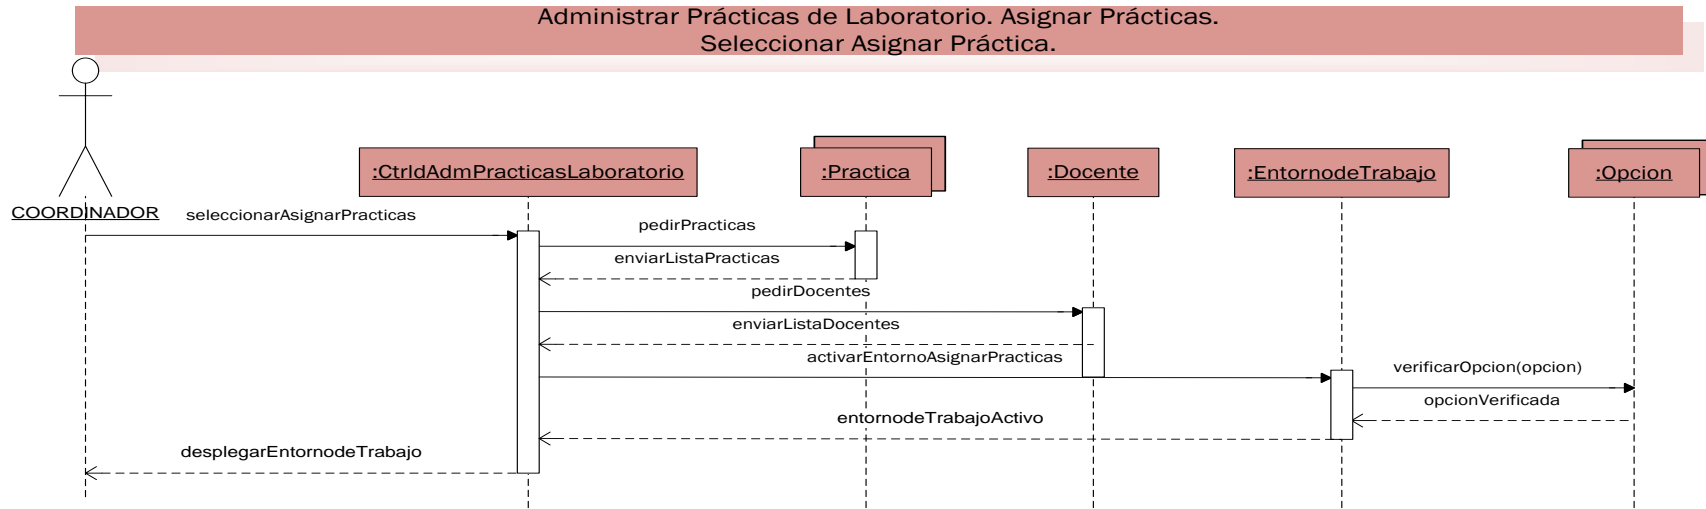 Administrar Prácticas de Laboratorio. Asignar Prácticas.
Seleccionar Asignar Práctica.
:CtrldAdmPracticasLaboratorio
:Practica
:Docente
:EntornodeTrabajo
:Opcion
COORDINADOR
seleccionarAsignarPracticas
pedirPracticas
enviarListaPracticas
pedirDocentes
enviarListaDocentes
activarEntornoAsignarPracticas
verificarOpcion(opcion)
opcionVerificada
entornodeTrabajoActivo
desplegarEntornodeTrabajo